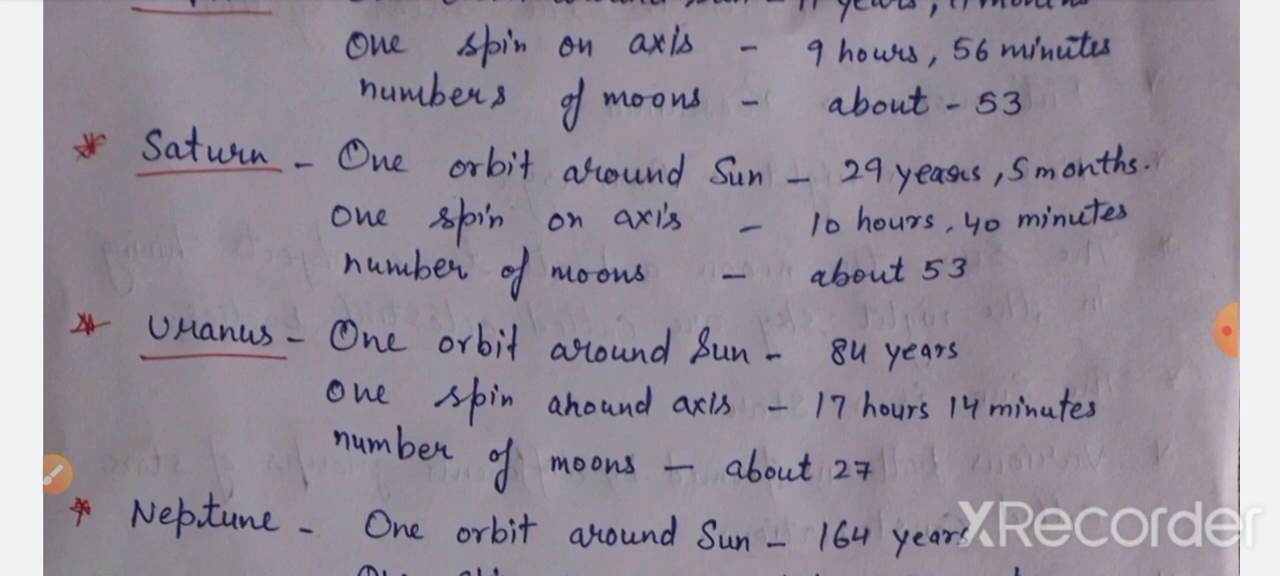 One spin on axis - 9 hours, 56 minutes
numbers of moons - about - 53
* Saturn - One orbit around Sun - 29 years, 5 months.
One spin on axis - 10 hours, 40 minutes
number of moons - about 53
* Uranus - One orbit around Sun - 84 years
One spin ahound axis - 17 hours 14 minutes
number of moons - about 27
* Neptune - One orbit around Sun - 164 years
XRecorder